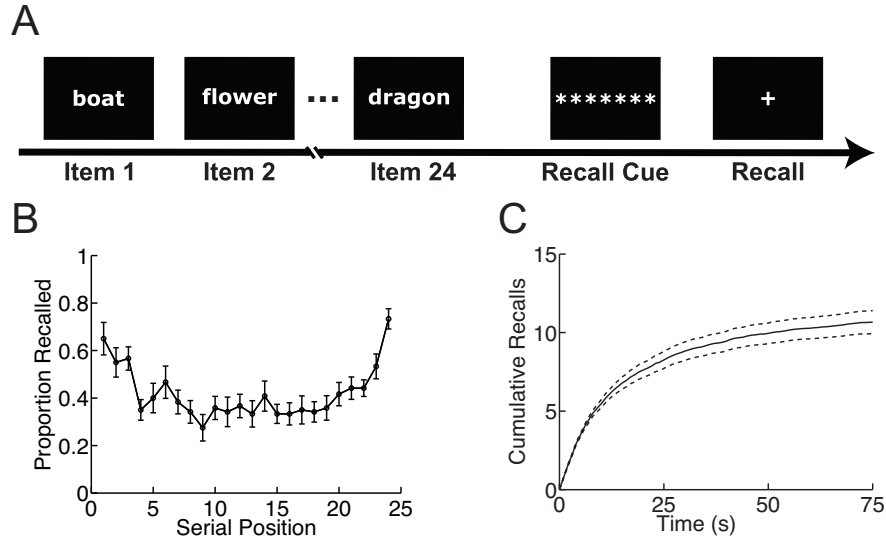 A
boat flower ... dragon ******* +
Item 1 Item 2 Item 24 Recall Cue Recall
B
1
0.8
0.6
0.4
0.2
0
Proportion Recalled
0 5 10 15 20 25
Serial Position
C
15
10
5
0
Cumulative Recalls
0 25 50 75
Time (s)